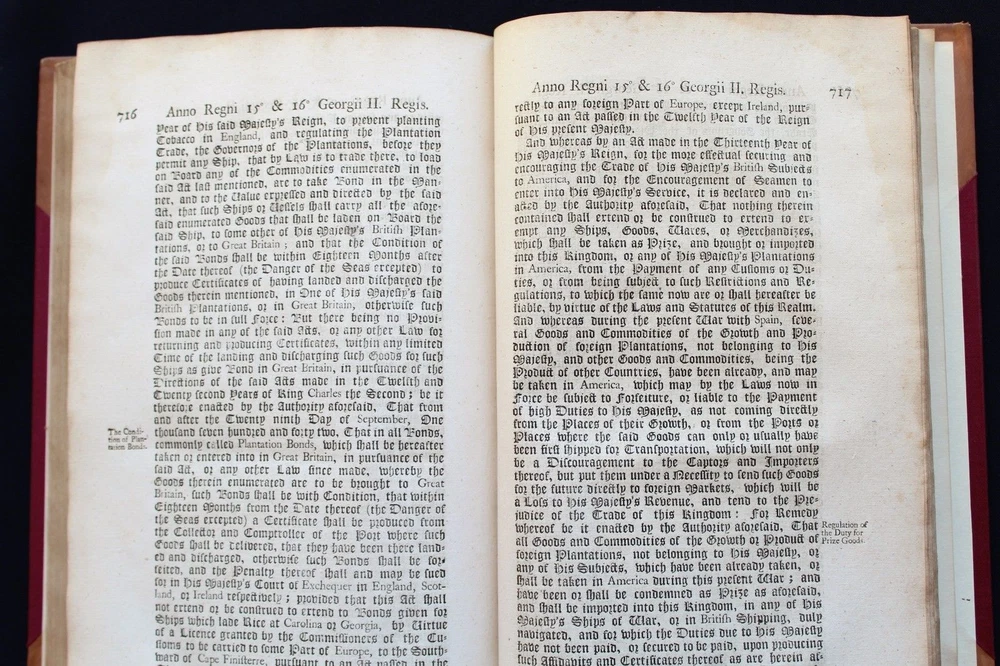 716 Anno Regni 15° & 16° Georgii II. Regis.
Year of His said Majesty's Reign, to prevent planting
Tobacco in England, and regulating the Plantation
Trade, the Governors of the Plantations, before they
permit any Ship, that by Law is to trade there, to load
on Board any of the Commodities enumerated in the
said Act last mentioned, are to take Bond in the Man-
ner, and to the Value expressed and directed by the said
Act, that such Ships or Vessels shall carry all the afore-
said enumerated Goods that shall be laden on Board the
said Ship, to some other of His Majesty's British Plan-
tations, or to Great Britain; and that the Condition of
the said Bonds shall be within Eighteen Months after
the Date thereof (the Danger of the Seas excepted) to
produce Certificates of having landed and discharged the
Goods therein mentioned, in One of His Majesty's said
British Plantations, or in Great Britain, otherwise such
Bonds to be in full Force: But there being no Provi-
sion made in any of the said Acts, or any other Law for
returning and producing Certificates, within any limited
Time of the landing and discharging such Goods for such
Ships as give Bond in Great Britain, in pursuance of the
Directions of the said Acts made in the Twelfth and
Twenty second Years of King Charles the Second; be it
therefore enacted by the Authority aforesaid, That from
and after the Twenty ninth Day of September, One
thousand seven hundred and forty two, That in all Bonds,
commonly called Plantation Bonds, which shall be hereafter
taken or entered into in Great Britain, in pursuance of the
said Act, or any other Law since made, whereby the
Goods therein enumerated are to be brought to Great
Britain, such Bonds shall be with Condition, that within
Eighteen Months from the Date thereof (the Danger of
the Seas excepted) a Certificate shall be produced from
the Collector and Comptroller of the Port where such
Goods shall be delivered, that they have been there land-
ed and discharged, otherwise such Bonds shall be for-
feited, and the Penalty thereof shall and may be sued
for in His Majesty's Court of Exchequer in England, Scot-
land, or Ireland respectively; provided that this Act shall
not extend or be construed to extend to Bonds given for
Ships which lade Rice at Carolina or Georgia, by Virtue
of a Licence granted by the Commissioners of the Cu-
stoms to be carried to some Part of Europe, to the South-
ward of Cape Finisterre, pursuant to an Act passed in the
The Condi-
tion of Plan-
tation Bonds.
Anno Regni 15° & 16° Georgii II. Regis. 717
rectly to any foreign Part of Europe, except Ireland, pur-
suant to an Act passed in the Twelfth Year of the Reign
of His present Majesty.
And whereas by an Act made in the Thirteenth Year of
His Majesty's Reign, for the more effectual securing and
encouraging the Trade of His Majesty's British Subjects
to America, and for the Encouragement of Seamen to
enter into His Majesty's Service, it is declared and en-
acted by the Authority aforesaid, That nothing therein
contained shall extend or be construed to extend to ex-
empt any Ships, Goods, Wares, or Merchandizes,
which shall be taken as Prize, and brought or imported
into this Kingdom, or any of His Majesty's Plantations
in America, from the Payment of any Customs or Du-
ties, or from being subject to such Restrictions and Re-
gulations, to which the same now are or shall hereafter be
liable, by virtue of the Laws and Statutes of this Realm.
And whereas during the present War with Spain, seve-
ral Goods and Commodities of the Growth and Pro-
duction of foreign Plantations, not belonging to His
Majesty, and other Goods and Commodities, being the
Product of other Countries, have been already, and may
be taken in America, which may by the Laws now in
Force be subject to Forfeiture, or liable to the Payment
of high Duties to His Majesty, as not coming directly
from the Places of their Growth, or from the Ports or
Places where the said Goods can only or usually have
been first shipped for Transportation, which will not only
be a Discouragement to the Captors and Importers
thereof, but put them under a Necessity to send such Goods
for the future directly to foreign Markets, which will be
a Loss to His Majesty's Revenue, and tend to the Pre-
judice of the Trade of this Kingdom: For Remedy
whereof be it enacted by the Authority aforesaid, That
all Goods and Commodities of the Growth or Product of
foreign Plantations, not belonging to His Majesty, or
any of His Subjects, which have been already taken, or
shall be taken in America during this present War; and
have been or shall be condemned as Prize as aforesaid,
and shall be imported into this Kingdom, in any of His
Majesty's Ships of War, or in British Shipping, duly
navigated, and for which the Duties due to His Majesty
have not been paid, or secured to be paid, upon producing
such Affidavits and Certificates thereof as are herein af-
Regulation of
the Duty for
Prize Goods.